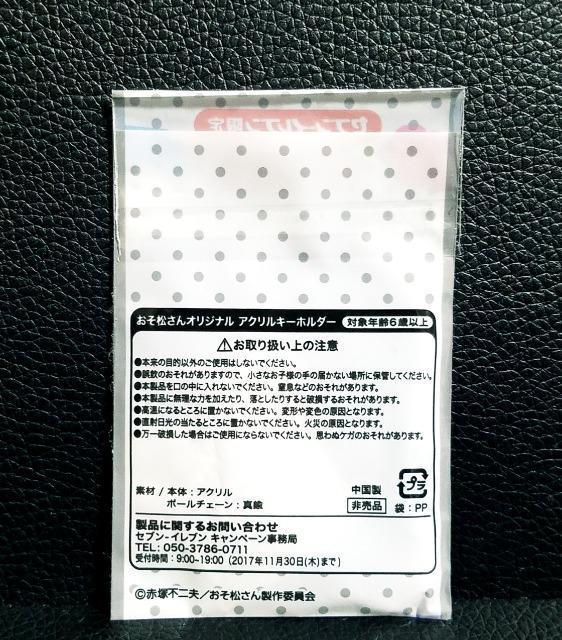 セブン-イレブン限定
おそ松さんオリジナル アクリルキーホルダー 対象年齢6歳以上
⚠お取り扱い上の注意
●本来の目的以外のご使用はしないでください。
●誤飲のおそれがありますので、小さなお子様の手の届かない場所に保管してください。
●本製品を口の中に入れないでください。窒息などのおそれがあります。
●本製品に無理な力を加えたり、落としたりすると破損するおそれがあります。
●高温になるところに置かないでください。変形や変色の原因となります。
●直射日光の当たるところに置かないでください。火災の原因となります。
●万一破損した場合はご使用にならないでください。思わぬケガのおそれがあります。
素材 / 本体 : アクリル
ボールチェーン : 真鍮
中国製
非売品
プラ
袋 : PP
製品に関するお問い合わせ
セブン-イレブン キャンペーン事務局
TEL: 050-3786-0711
受付時間 : 9:00~19:00 (2017年11月30日(木)まで)
©赤塚不二夫/おそ松さん製作委員会